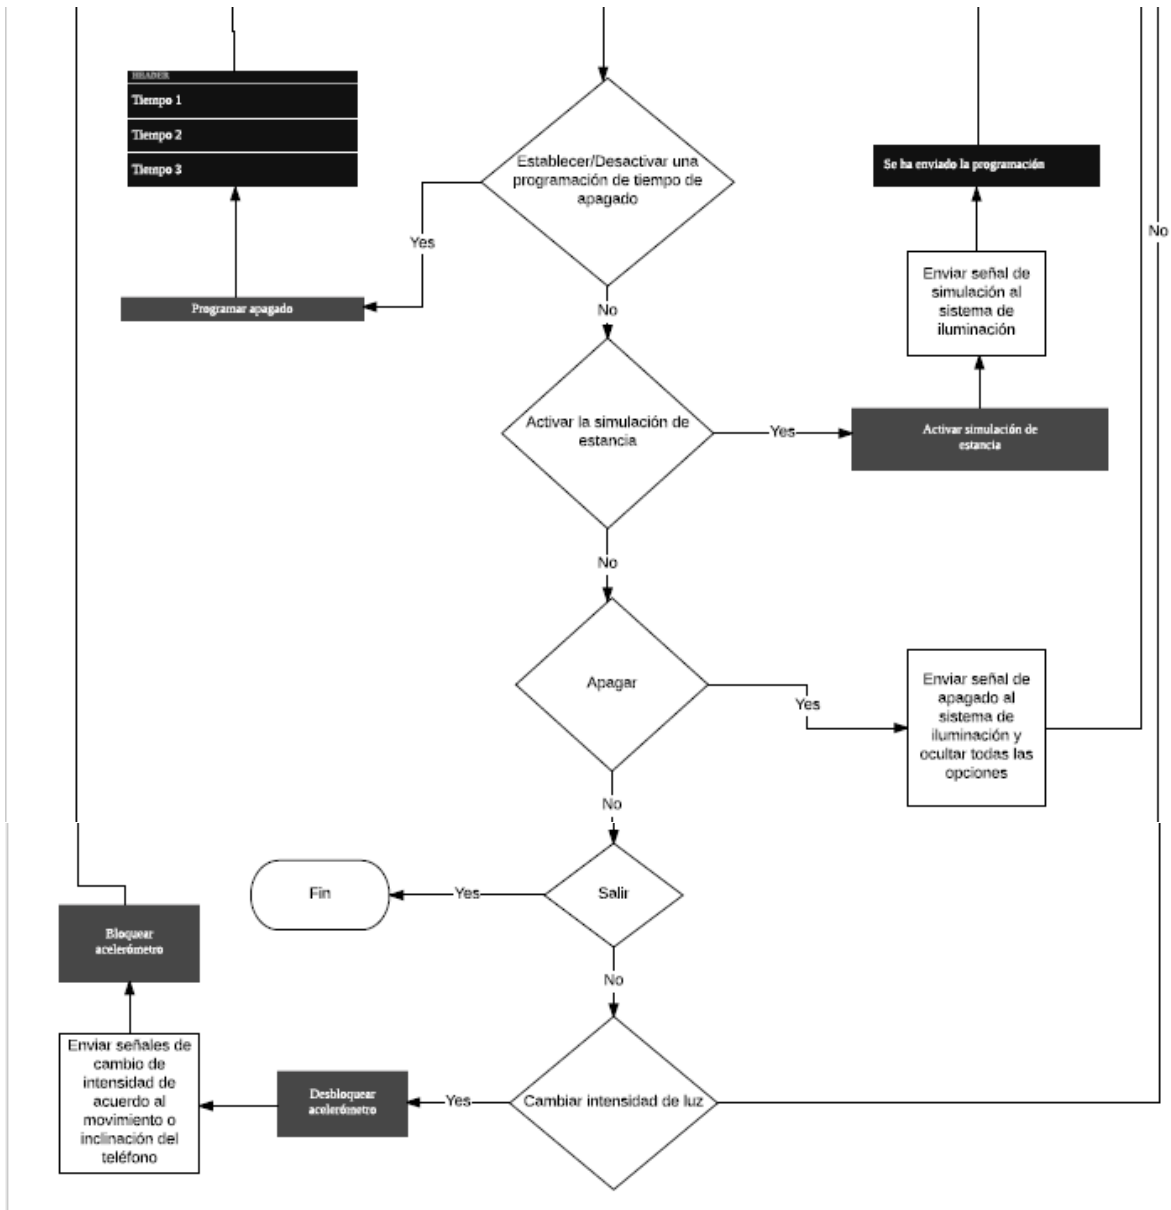 HEADER
Tiempo 1
Tiempo 2
Tiempo 3
Establecer/Desactivar una
programación de tiempo de
apagado
Se ha enviado la programación
Yes
No
Enviar señal de
simulación al
sistema de
iluminación
Programar apagado
No
Activar la simulación de
estancia
Yes
Activar simulación de
estancia
No
Apagar
Yes
Enviar señal de
apagado al
sistema de
iluminación y
ocultar todas las
opciones
No
Fin
Yes
Salir
Bloquear
acelerómetro
No
Enviar señales de
cambio de
intensidad de
acuerdo al
movimiento o
inclinación del
teléfono
Desbloquear
acelerómetro
Yes
Cambiar intensidad de luz